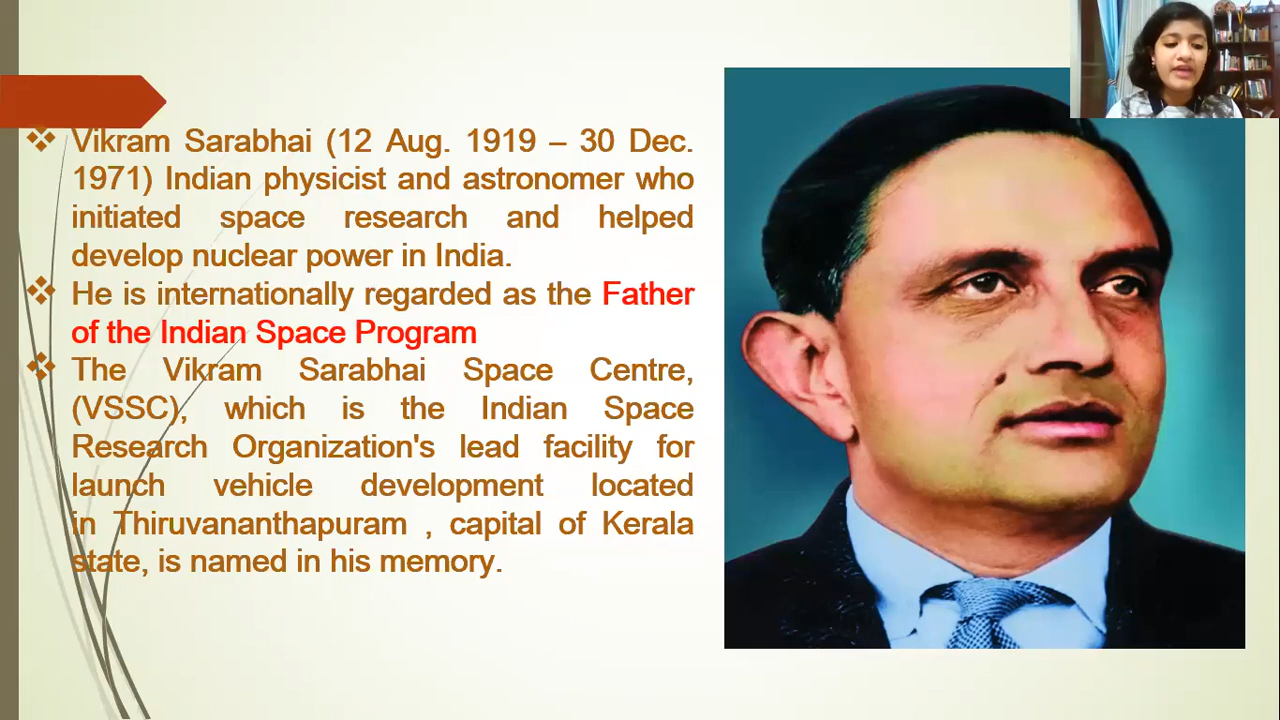 Vikram Sarabhai (12 Aug. 1919 – 30 Dec.
1971) Indian physicist and astronomer who
initiated space research and helped
develop nuclear power in India.
He is internationally regarded as the Father
of the Indian Space Program
The Vikram Sarabhai Space Centre,
(VSSC), which is the Indian Space
Research Organization's lead facility for
launch vehicle development located
in Thiruvananthapuram , capital of Kerala
state, is named in his memory.